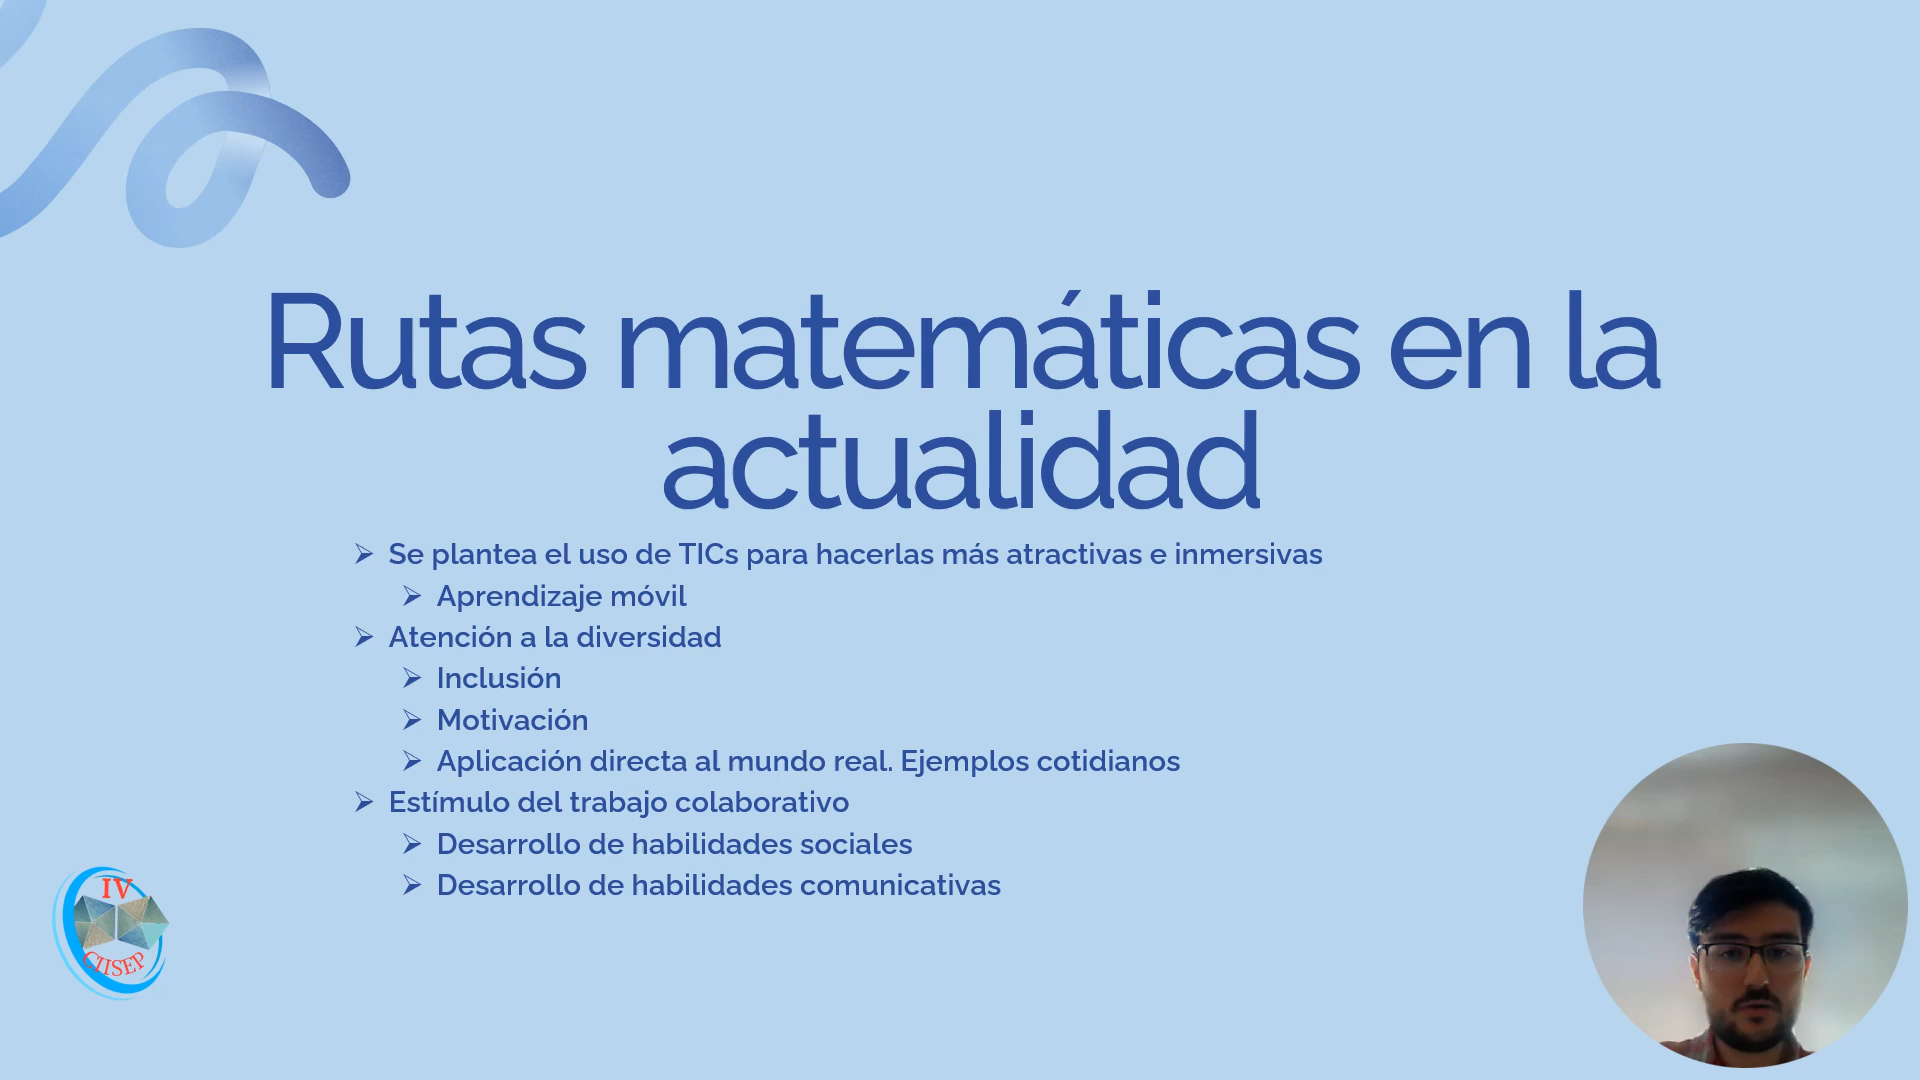 Rutas matemáticas en la
actualidad
➢ Se plantea el uso de TICs para hacerlas más atractivas e inmersivas
➢ Aprendizaje móvil
➢ Atención a la diversidad
➢ Inclusión
➢ Motivación
➢ Aplicación directa al mundo real. Ejemplos cotidianos
➢ Estímulo del trabajo colaborativo
➢ Desarrollo de habilidades sociales
➢ Desarrollo de habilidades comunicativas
IV
CIISEP